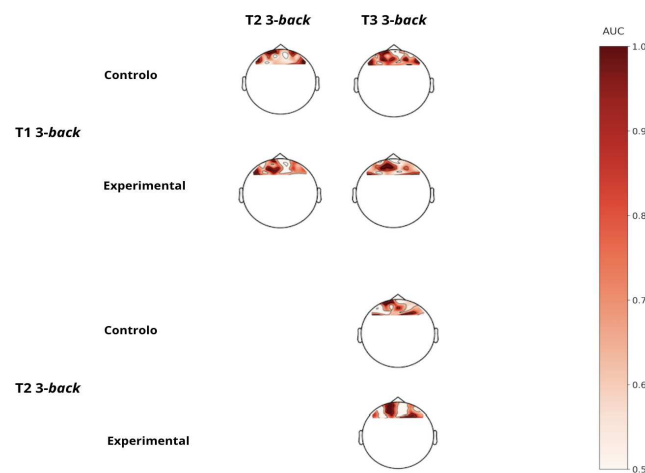 T2 3-back
T3 3-back
AUC
1.0
Controlo
0.9
T1 3-back
Experimental
0.8
0.7
Controlo
0.6
T2 3-back
Experimental
0.5